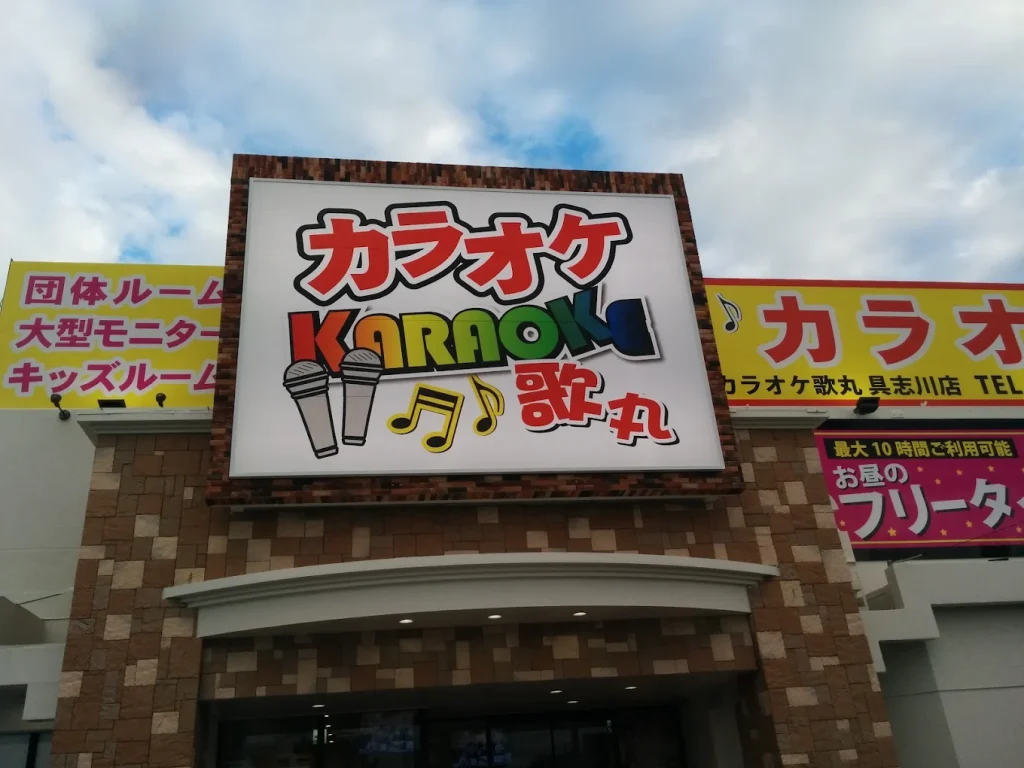 カラオケ
KARAOKE
歌丸
団体ルーム
大型モニター
キッズルーム
カラオ
カラオケ歌丸 具志川店 TEL
最大10時間ご利用可能
お昼の
フリータイ